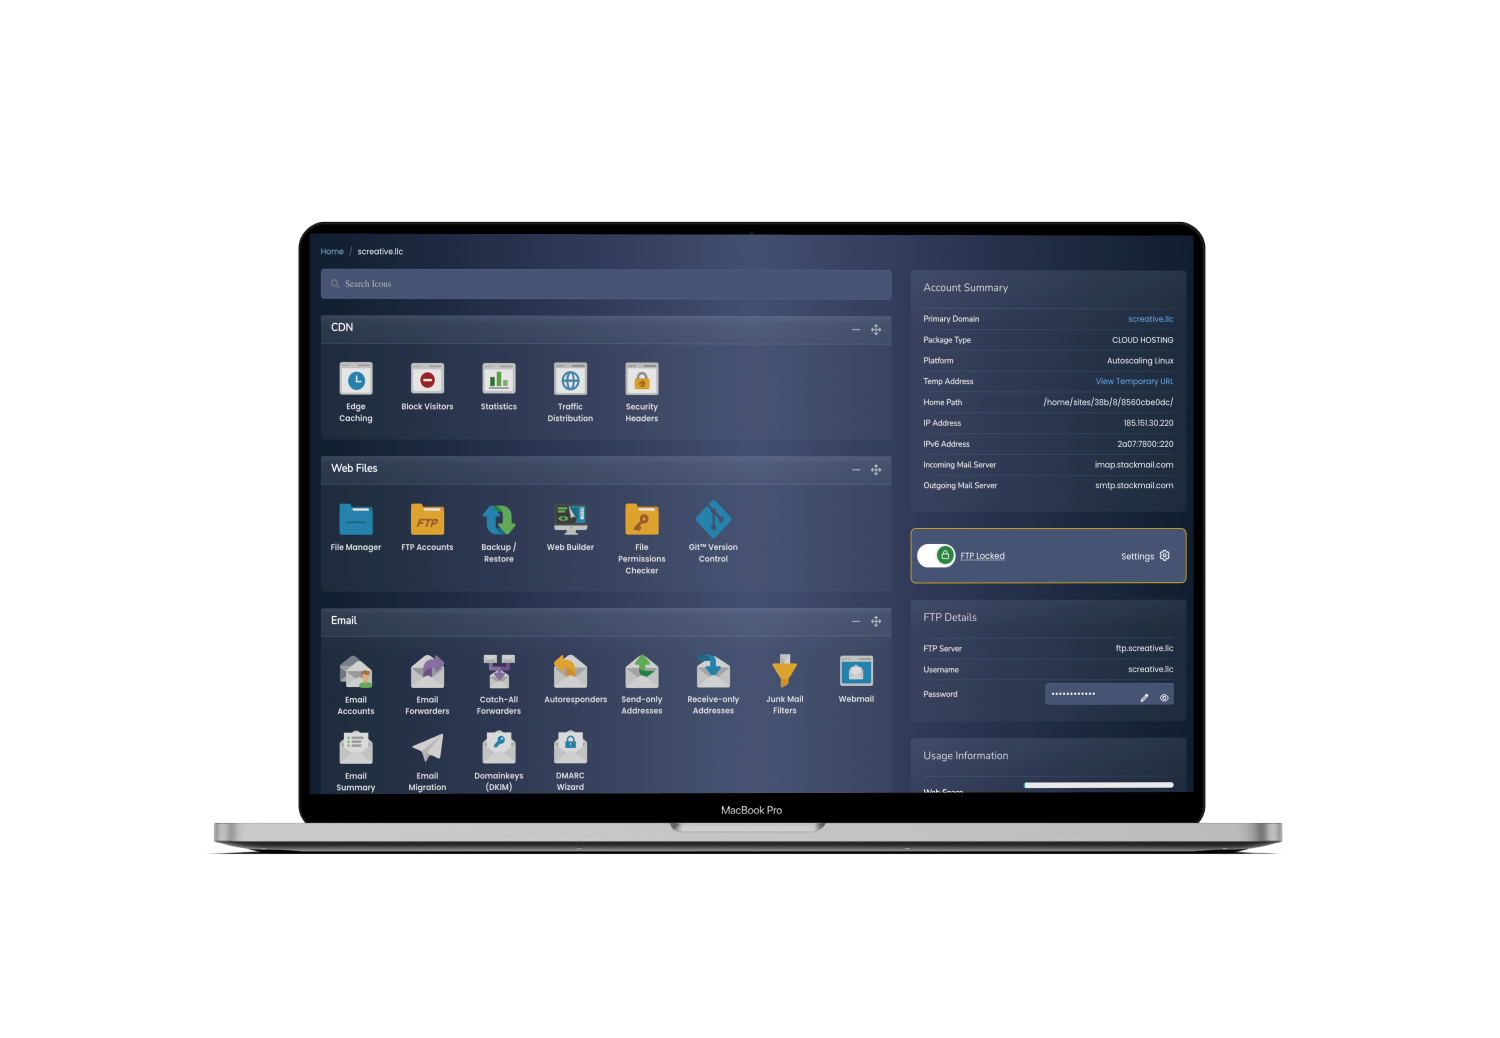 Home / screative.llc
Search Icons
CDN
Edge
Caching
Block Visitors
Statistics
Traffic
Distribution
Security
Headers
Web Files
File Manager
FTP
FTP Accounts
Backup /
Restore
Web Builder
File
Permissions
Checker
Git™ Version
Control
Email
Email
Accounts
Email
Forwarders
Catch-All
Forwarders
Autoresponders
Send-only
Addresses
Receive-only
Addresses
Junk Mail
Filters
Webmail
Email
Summary
Email
Migration
Domainkeys
(DKIM)
DMARC
Wizard
Account Summary
Primary Domain screative.llc
Package Type CLOUD HOSTING
Platform Autoscaling Linux
Temp Address View Temporary URL
Home Path /home/sites/38b/8/8560cbe0dc/
IP Address 185.151.30.220
IPv6 Address 2a07:7800::220
Incoming Mail Server imap.stackmail.com
Outgoing Mail Server smtp.stackmail.com
FTP Locked Settings
FTP Details
FTP Server ftp.screative.llc
Username screative.llc
Password ••••••••••••
Usage Information
Web Space
MacBook Pro